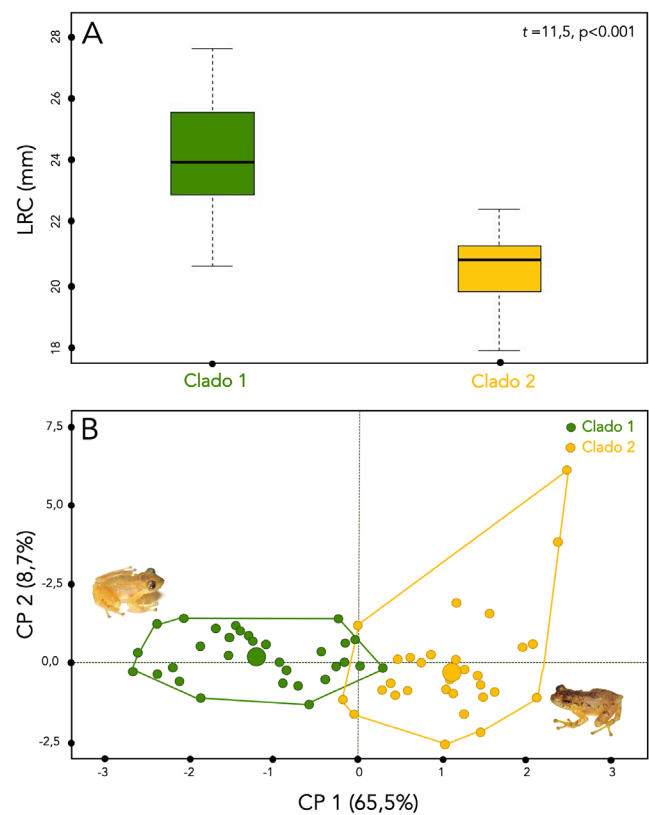 A
t =11,5, p<0.001
LRC (mm)
28
26
24
22
20
18
Clado 1
Clado 2
B
Clado 1
Clado 2
CP 2 (8,7%)
7,5
5,0
-2,5
0,0
-2,5
-3
-2
-1
0
1
2
3
CP 1 (65,5%)